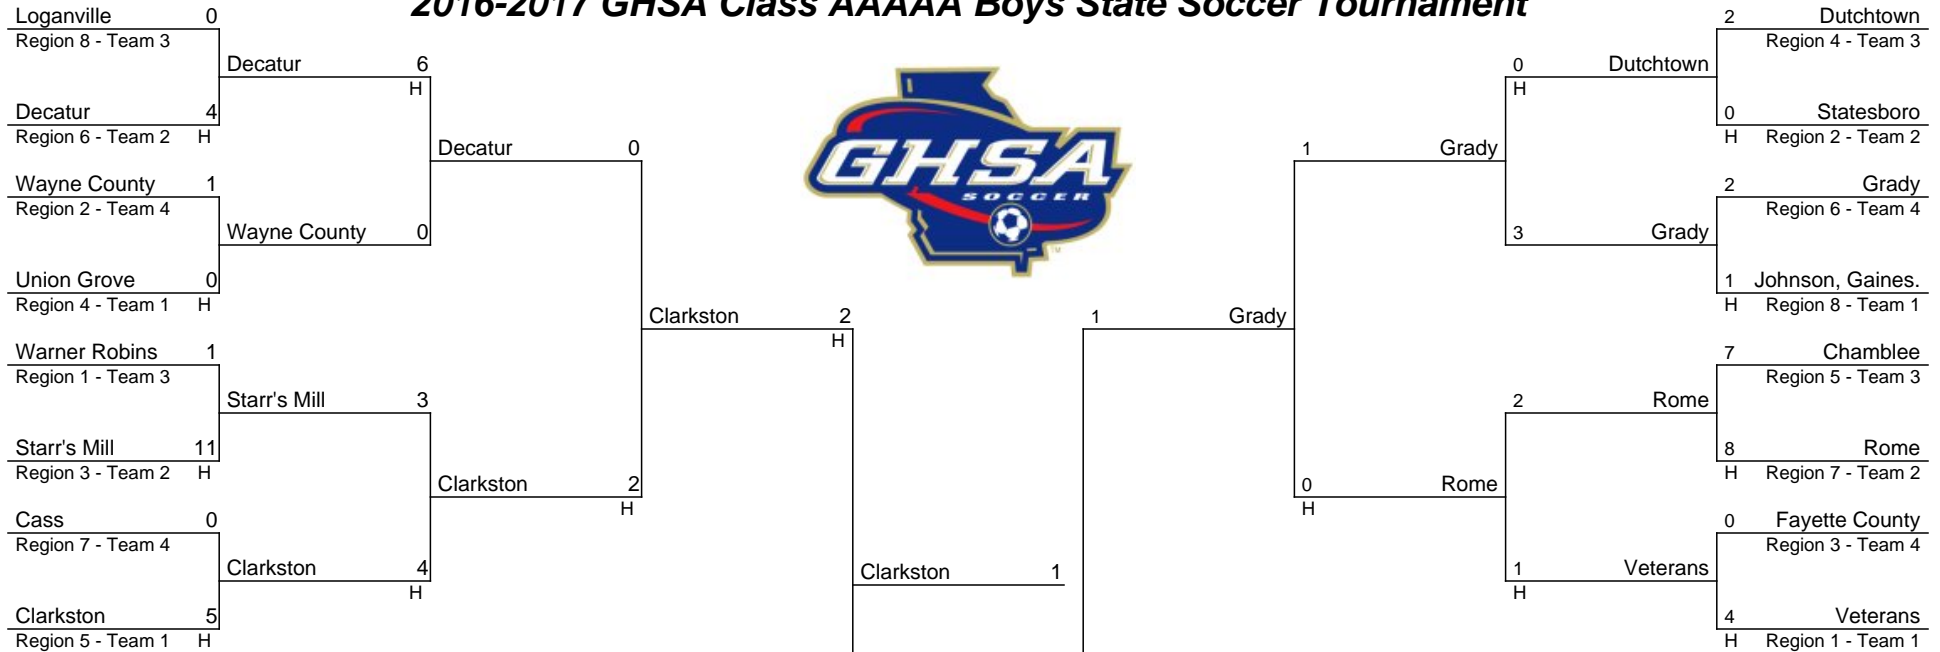 2016-2017 GHSA Class AAAAA Boys State Soccer Tournament
Loganville 0
Region 8 - Team 3
Decatur 6
H
Decatur 4
Region 6 - Team 2 H
Decatur 0
Wayne County 1
Region 2 - Team 4
Wayne County 0
Union Grove 0
Region 4 - Team 1 H
Clarkston 2
H
Warner Robins 1
Region 1 - Team 3
Starr's Mill 3
Starr's Mill 11
Region 3 - Team 2 H
Clarkston 2
H
Cass 0
Region 7 - Team 4
Clarkston 4
H
Clarkston 5
Region 5 - Team 1 H
Clarkston 1
GHSA
SOCCER
TM
2 Dutchtown
Region 4 - Team 3
0 Dutchtown
H
0 Statesboro
H Region 2 - Team 2
1 Grady
2 Grady
Region 6 - Team 4
3 Grady
1 Johnson, Gaines.
H Region 8 - Team 1
1 Grady
7 Chamblee
Region 5 - Team 3
2 Rome
8 Rome
H Region 7 - Team 2
0 Rome
H
0 Fayette County
Region 3 - Team 4
1 Veterans
H
4 Veterans
H Region 1 - Team 1